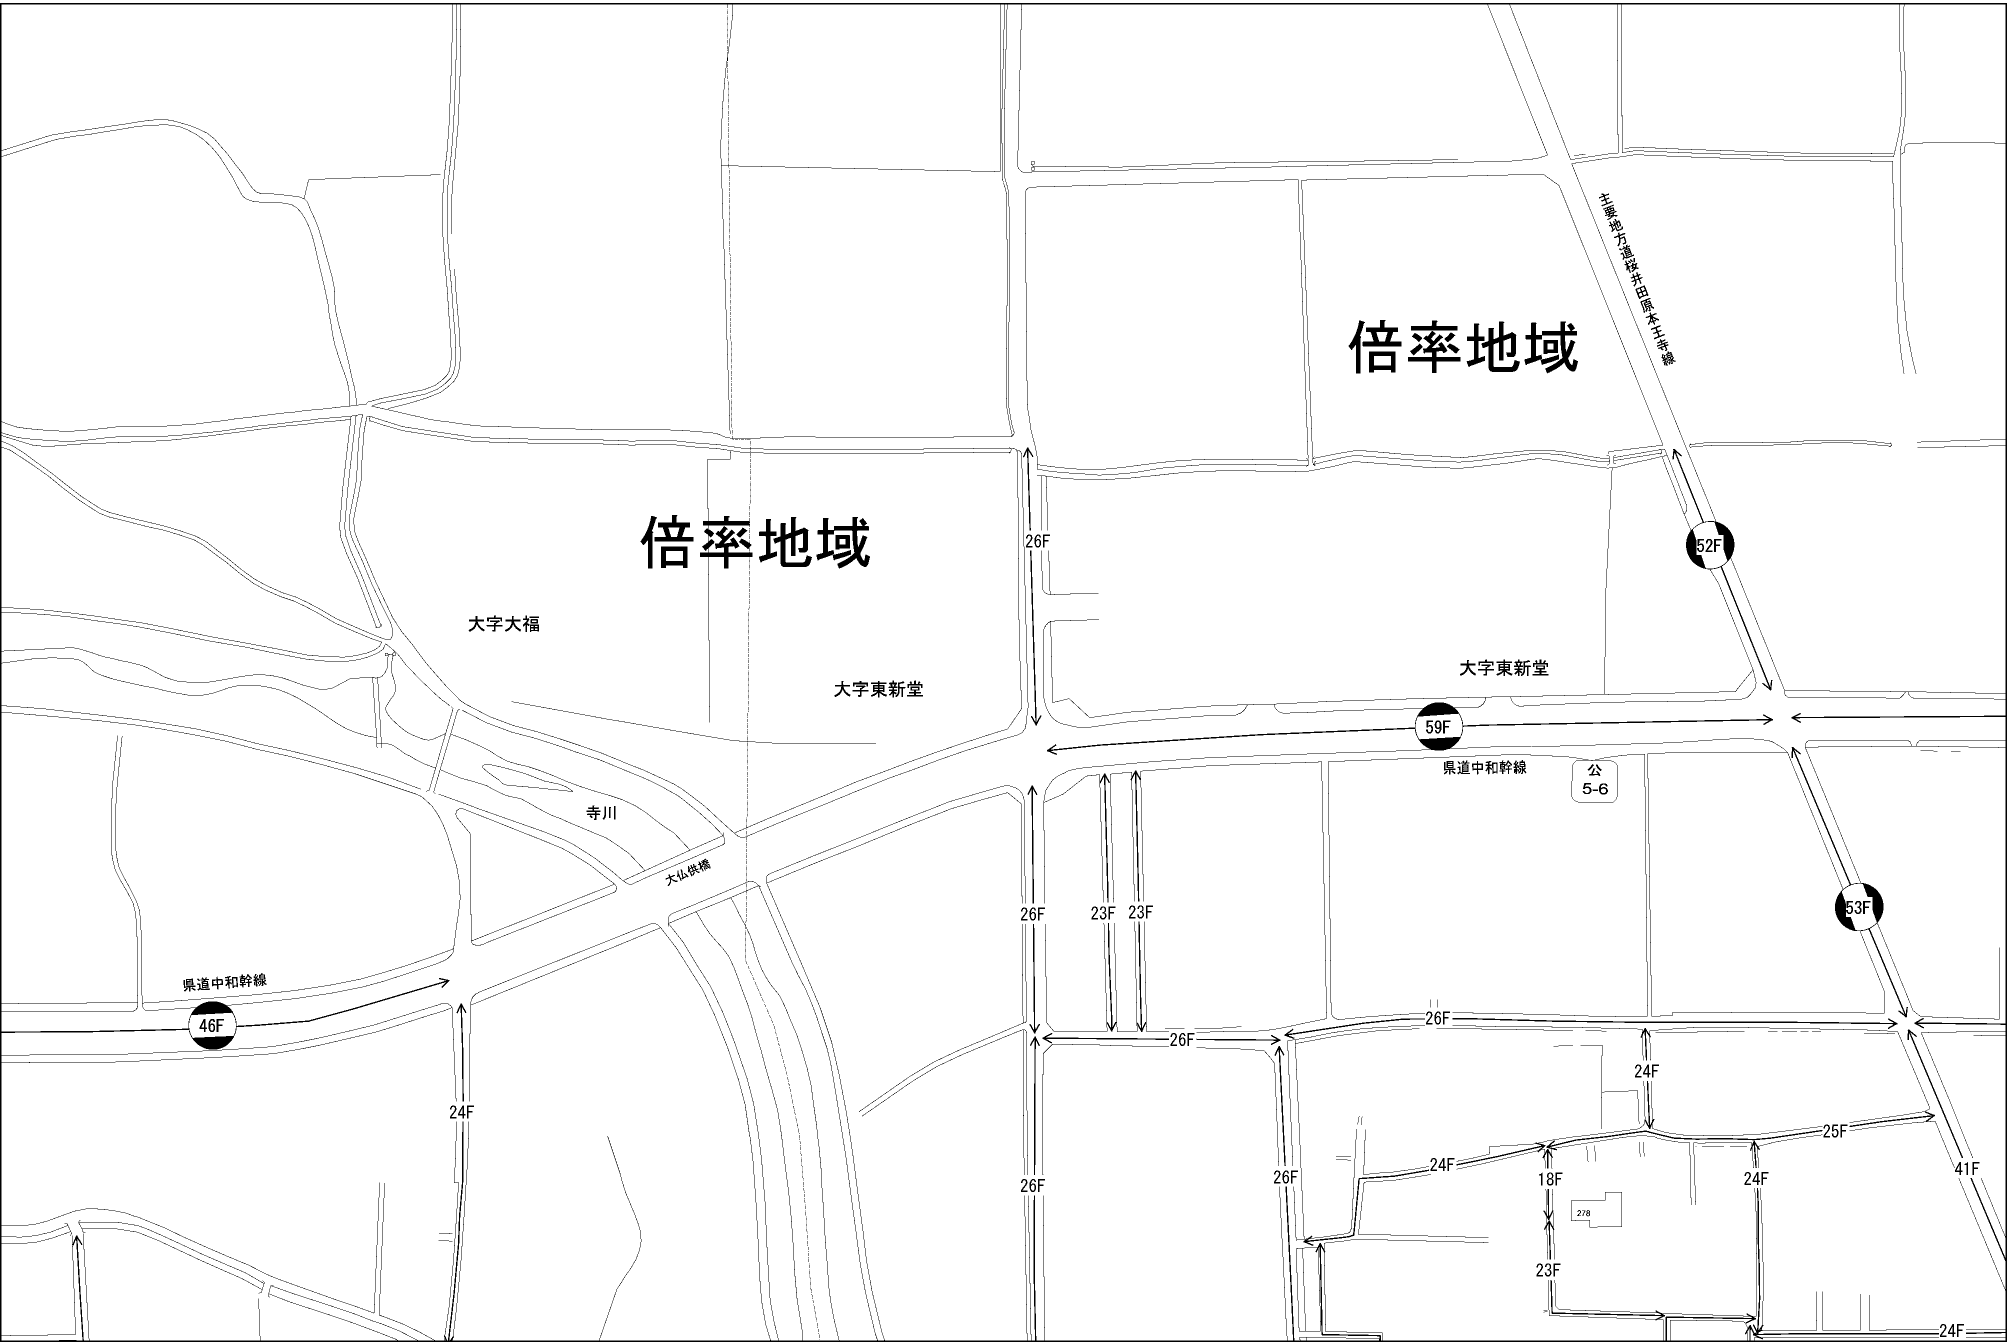 主要地方道桜井田原本王寺線
倍率地域
倍率地域
26F
52F
大字大福
大字東新堂
大字東新堂
59F
県道中和幹線
公
5-6
寺川
大仏供橋
26F
23F
23F
53F
県道中和幹線
46F
26F
26F
24F
24F
25F
26F
26F
24F
18F
24F
41F
278
23F
24F